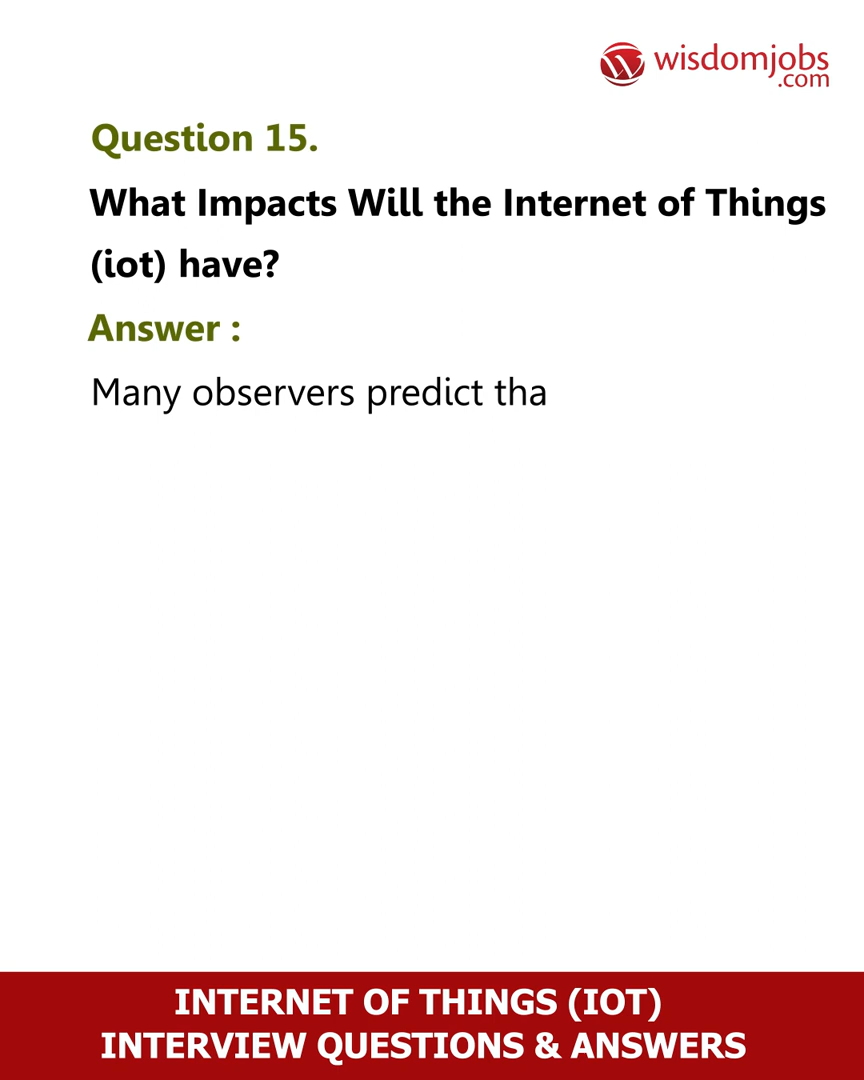 wisdomjobs
.com
Question 15.
What Impacts Will the Internet of Things
(iot) have?
Answer :
Many observers predict tha
INTERNET OF THINGS (IOT)
INTERVIEW QUESTIONS & ANSWERS